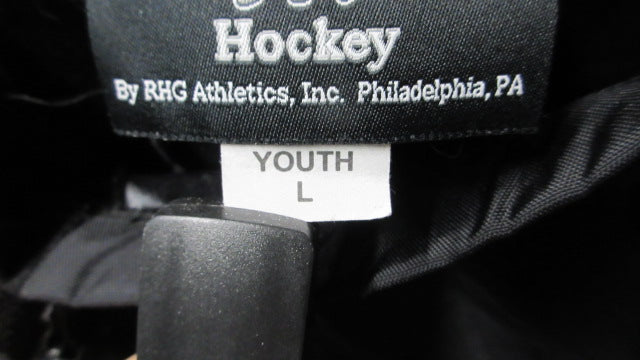 Hockey
By RHG Athletics, Inc. Philadelphia, PA
YOUTH
L